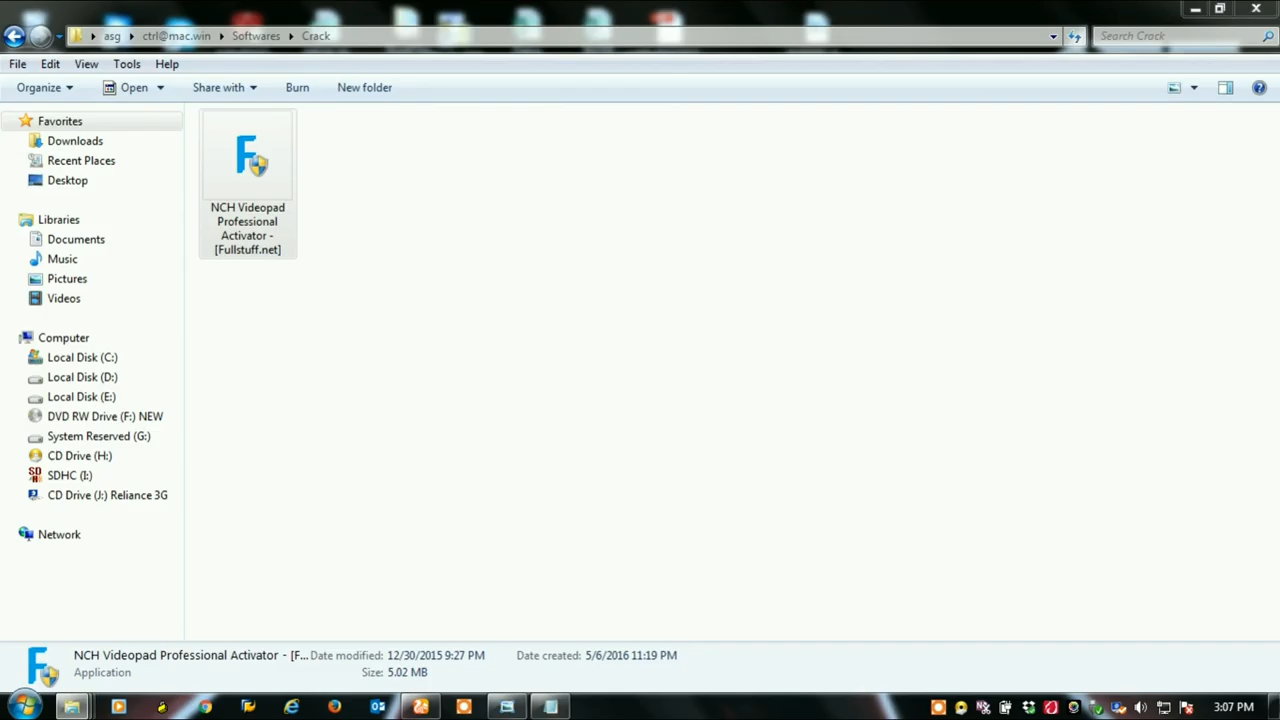 asg ctrl@mac.win Softwares Crack Search Crack
File Edit View Tools Help
Organize Open Share with Burn New folder
Favorites
Downloads
Recent Places
Desktop
Libraries
Documents
Music
Pictures
Videos
Computer
Local Disk (C:)
Local Disk (D:)
Local Disk (E:)
DVD RW Drive (F:) NEW
System Reserved (G:)
CD Drive (H:)
SDHC (I:)
CD Drive (J:) Reliance 3G
Network
F
NCH Videopad
Professional
Activator -
[Fullstuff.net]
NCH Videopad Professional Activator - [F... Date modified: 12/30/2015 9:27 PM Date created: 5/6/2016 11:19 PM
Application Size: 5.02 MB
3:07 PM